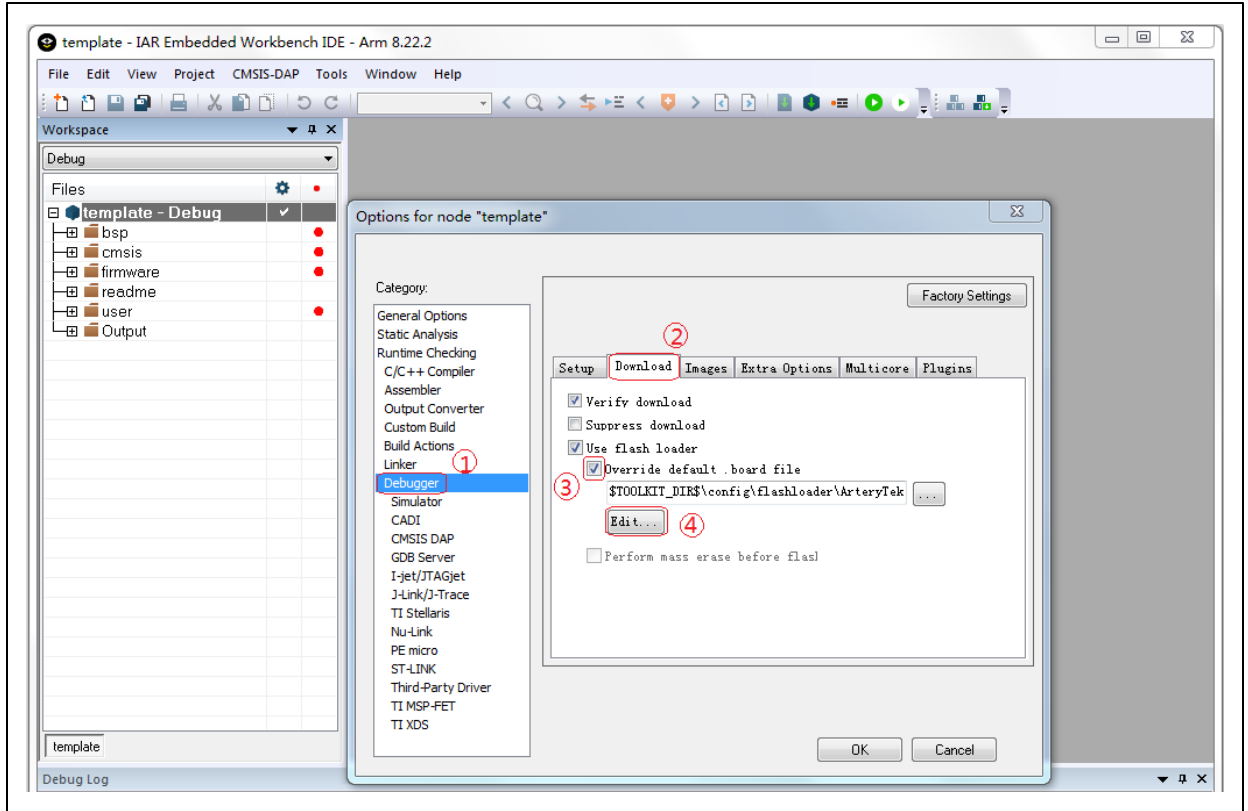 template - IAR Embedded Workbench IDE - Arm 8.22.2
File Edit View Project CMSIS-DAP Tools Window Help
Workspace
Debug
Files
template - Debug
bsp
cmsis
firmware
readme
user
Output
template
Debug Log
Options for node "template"
Category:
General Options
Static Analysis
Runtime Checking
C/C++ Compiler
Assembler
Output Converter
Custom Build
Build Actions
Linker
①
Debugger
Simulator
CADI
CMSIS DAP
GDB Server
I-jet/JTAGjet
J-Link/J-Trace
TI Stellaris
Nu-Link
PE micro
ST-LINK
Third-Party Driver
TI MSP-FET
TI XDS
Factory Settings
②
Setup Download Images Extra Options Multicore Plugins
Verify download
Suppress download
Use flash loader
③ Override default .board file
$TOOLKIT_DIR$\config\flashloader\ArteryTek ...
Edit... ④
Perform mass erase before flasl
OK Cancel